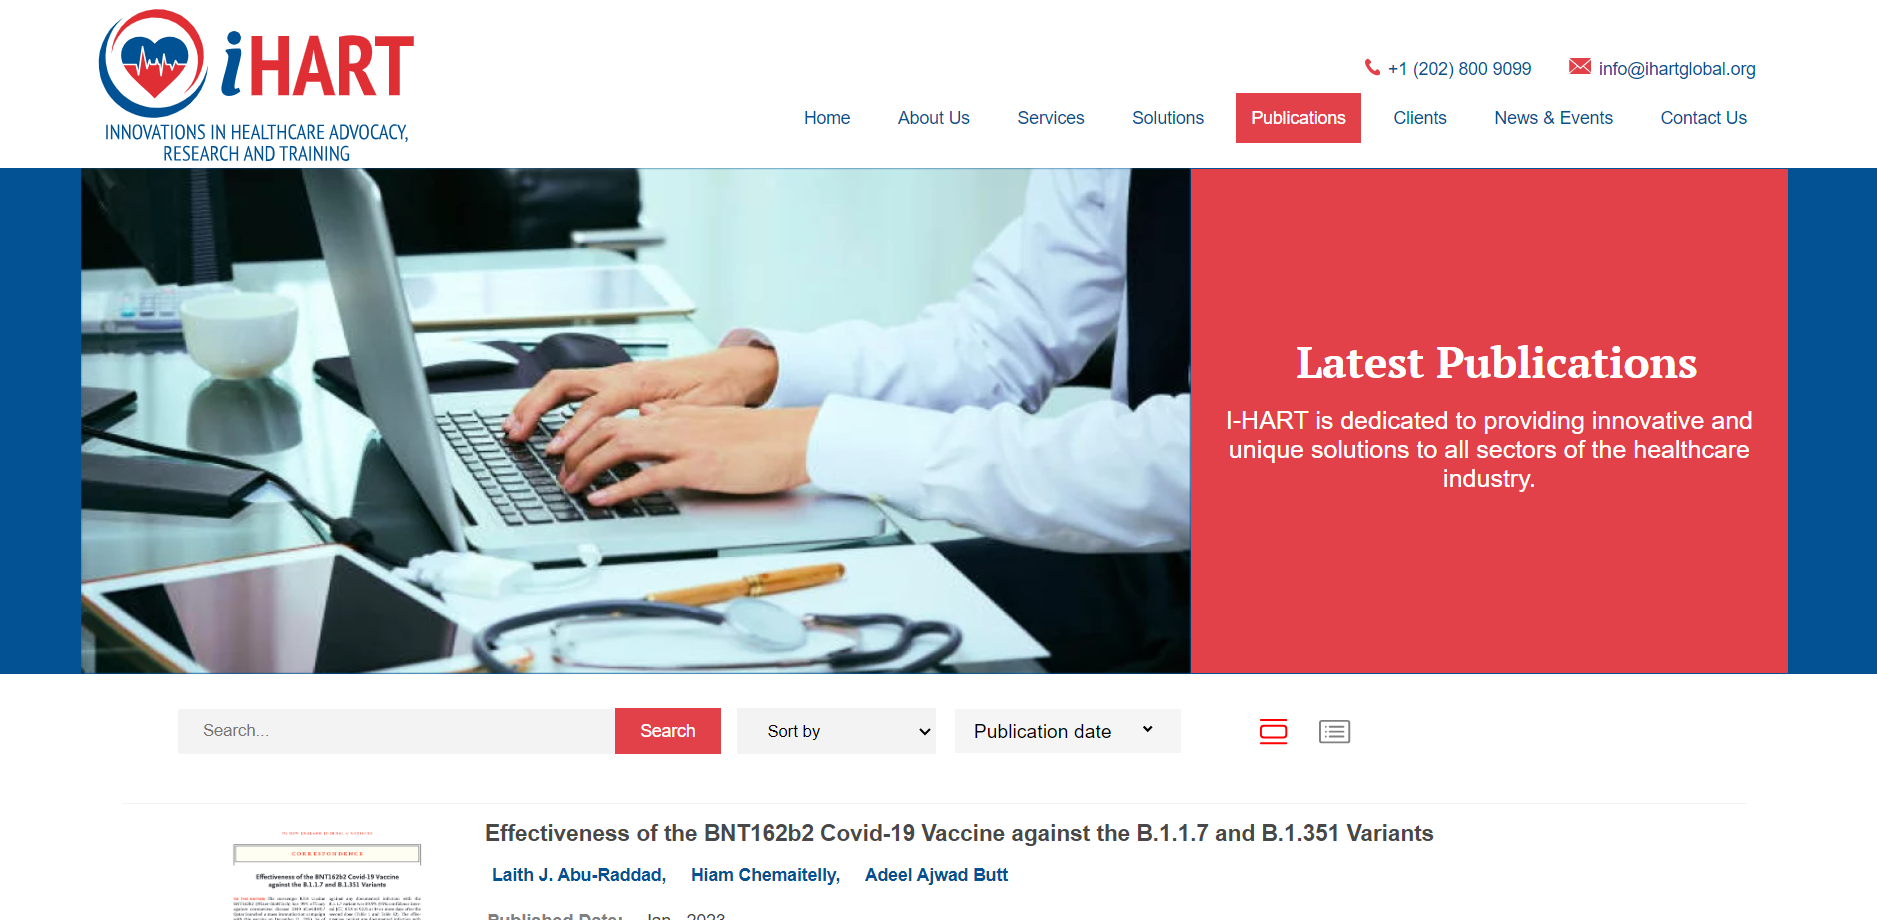 iHART
INNOVATIONS IN HEALTHCARE ADVOCACY,
RESEARCH AND TRAINING
+1 (202) 800 9099 info@ihartglobal.org
Home About Us Services Solutions Publications Clients News & Events Contact Us
Latest Publications
I-HART is dedicated to providing innovative and
unique solutions to all sectors of the healthcare
industry.
Search... Search Sort by Publication date
Effectiveness of the BNT162b2 Covid-19 Vaccine against the B.1.1.7 and B.1.351 Variants
Laith J. Abu-Raddad, Hiam Chemaitelly, Adeel Ajwad Butt
Published Date: Jan - 2023
CORRESPONDENCE
Effectiveness of the BNT162b2 Covid-19 Vaccine
against the B.1.1.7 and B.1.351 Variants